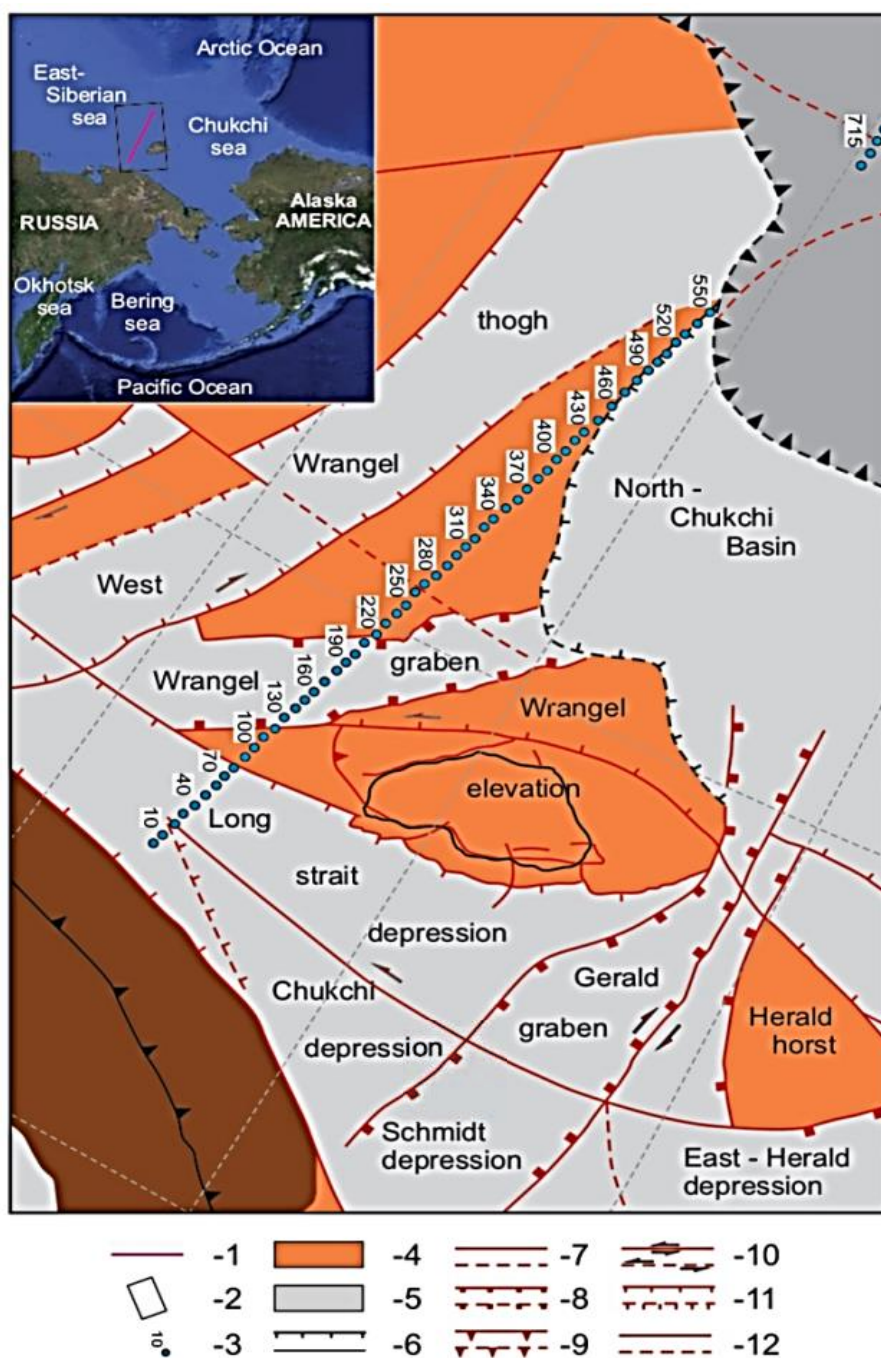 Arctic Ocean
East-
Siberian
sea
Chukchi
sea
RUSSIA
Alaska
AMERICA
Okhotsk
sea
Bering
sea
Pacific Ocean
715
thogh
550
520
490
460
430
400
370
340
310
280
250
220
190
160
130
100
70
40
10
Wrangel
North -
Chukchi
Basin
West
graben
Wrangel
Wrangel
elevation
Long
strait
depression
Chukchi
depression
Gerald
graben
Herald
horst
Schmidt
depression
East - Herald
depression
-1 -4 -7 -10
-2 -5 -8 -11
10 -3 -6 -9 -12